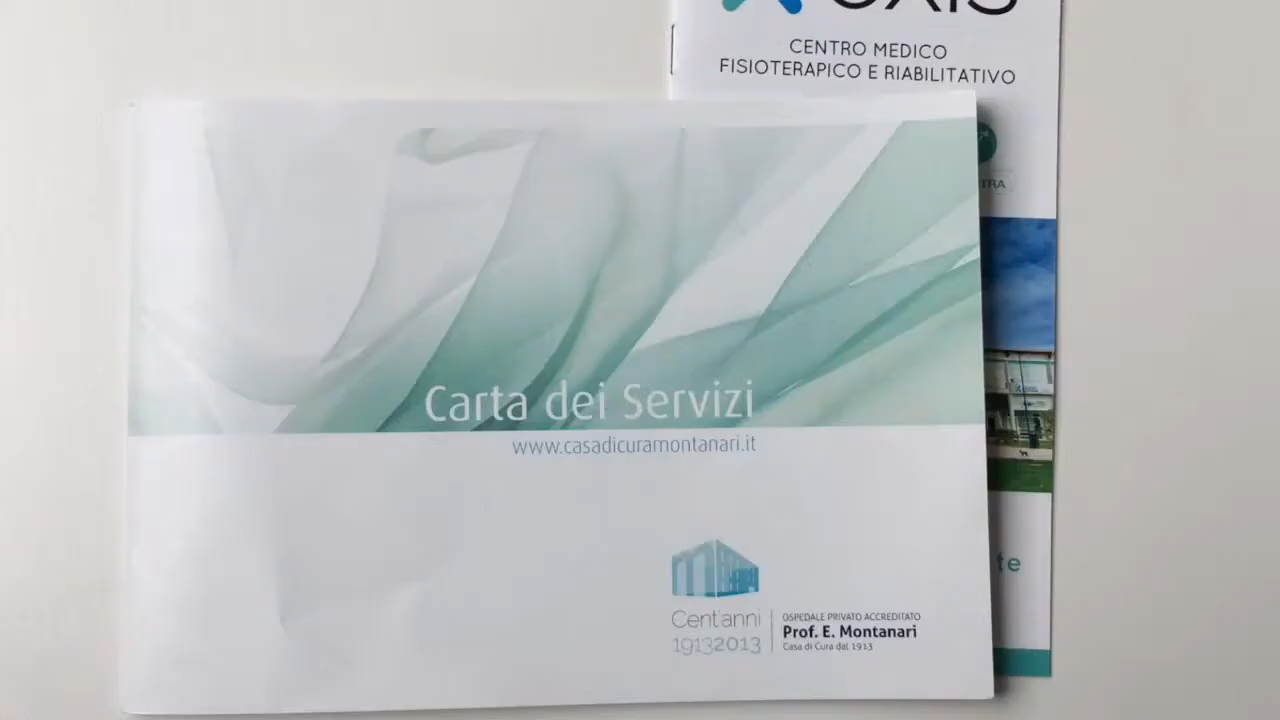 CENTRO MEDICO
FISIOTERAPICO E RIABILITATIVO
Carta dei Servizi
www.casadicuramontanari.it
Cent'anni
19132013
OSPEDALE PRIVATO ACCREDITATO
Prof. E. Montanari
Casa di Cura dal 1913